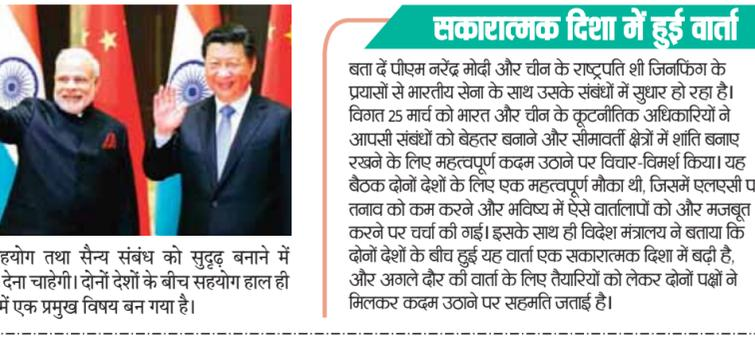 हयोग तथा सैन्य संबंध को सुदृढ़ बनाने में
देना चाहेगी। दोनों देशों के बीच सहयोग हाल ही
में एक प्रमुख विषय बन गया है।
सकारात्मक दिशा में हुई वार्ता
बता दें पीएम नरेंद्र मोदी और चीन के राष्ट्रपति शी जिनफिंग के
प्रयासों से भारतीय सेना के साथ उसके संबंधों में सुधार हो रहा है।
विगत 25 मार्च को भारत और चीन के कूटनीतिक अधिकारियों ने
आपसी संबंधों को बेहतर बनाने और सीमावर्ती क्षेत्रों में शांति बनाए
रखने के लिए महत्वपूर्ण कदम उठाने पर विचार-विमर्श किया। यह
बैठक दोनों देशों के लिए एक महत्वपूर्ण मौका थी, जिसमें एलएसी प
तनाव को कम करने और भविष्य में ऐसे वार्तालापों को और मजबूत
करने पर चर्चा की गई। इसके साथ ही विदेश मंत्रालय ने बताया कि
दोनों देशों के बीच हुई यह वार्ता एक सकारात्मक दिशा में बढ़ी है,
और अगले दौर की वार्ता के लिए तैयारियों को लेकर दोनों पक्षों ने
मिलकर कदम उठाने पर सहमति जताई है।